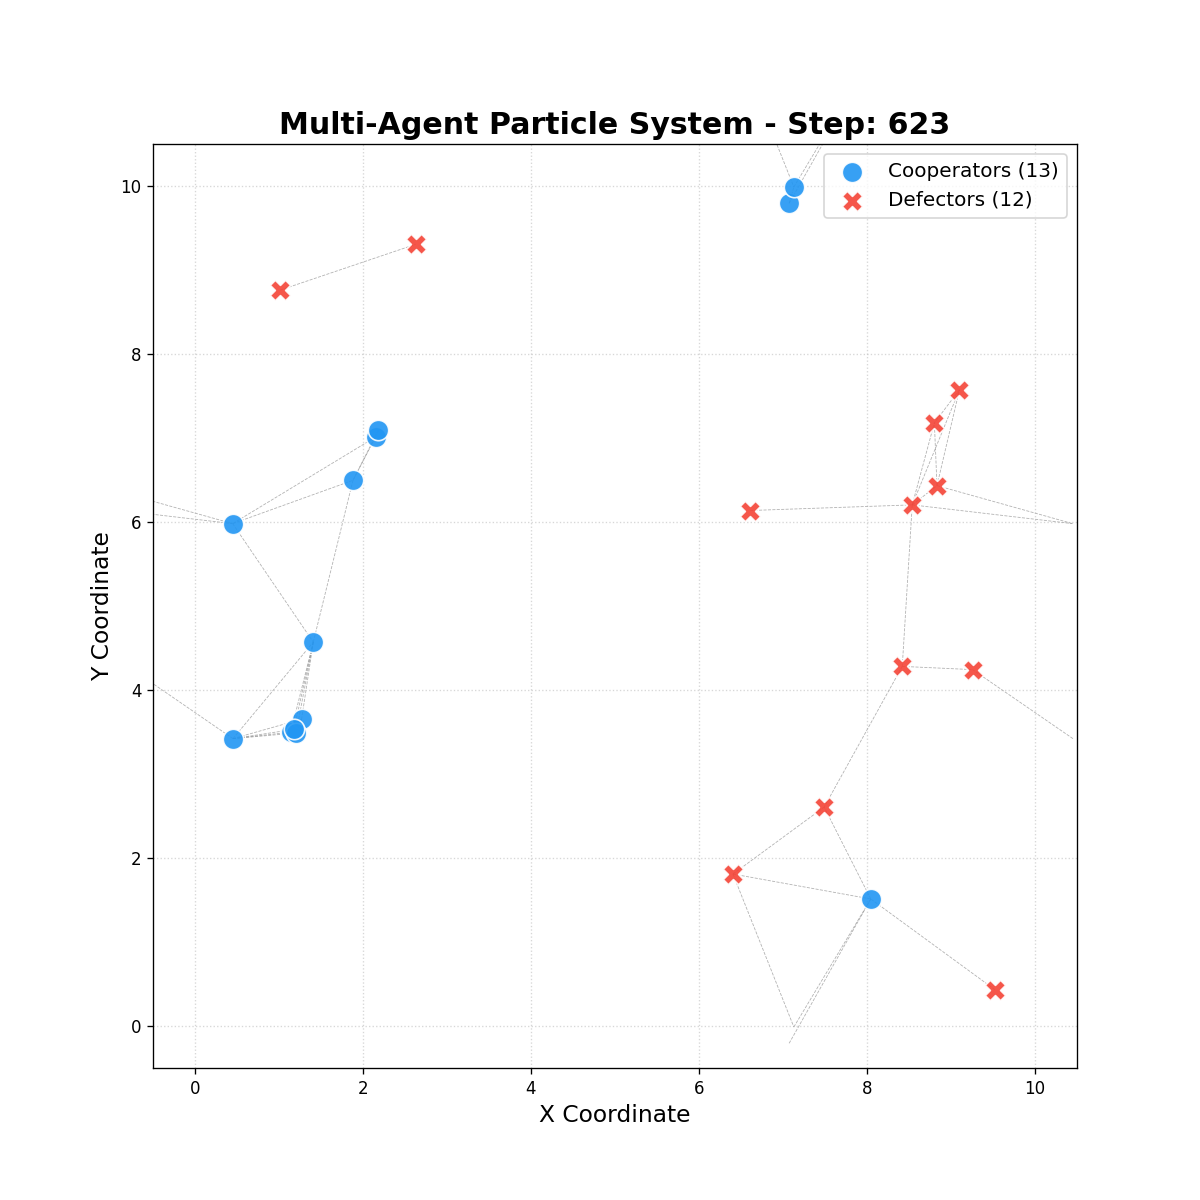 Multi-Agent Particle System - Step: 623
Cooperators (13)
Defectors (12)
10
8
6
4
2
0
Y Coordinate
0 2 4 6 8 10
X Coordinate